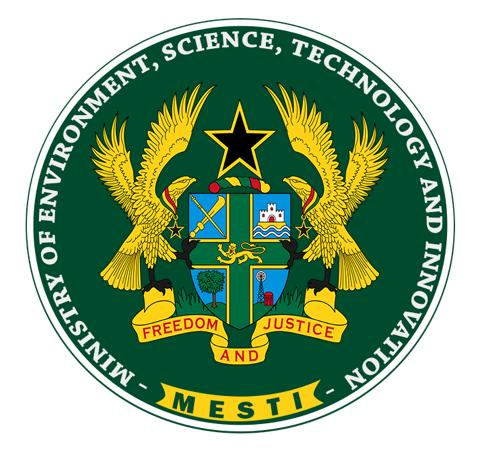 MINISTRY OF ENVIRONMENT, SCIENCE, TECHNOLOGY AND INNOVATION
FREEDOM AND JUSTICE
- MESTI -